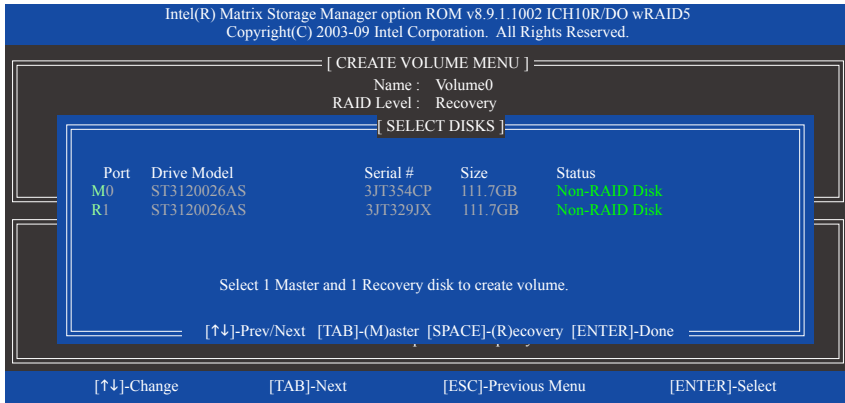 Intel(R) Matrix Storage Manager option ROM v8.9.1.1002 ICH10R/DO wRAID5
Copyright(C) 2003-09 Intel Corporation.  All Rights Reserved.
[ CREATE VOLUME MENU ]
Name :   Volume0
RAID Level :   Recovery
[ SELECT DISKS ]
Port   Drive Model   Serial #   Size   Status
M0   ST3120026AS   3JT354CP   111.7GB   Non-RAID Disk
R1   ST3120026AS   3JT329JX   111.7GB   Non-RAID Disk
Select 1 Master and 1 Recovery disk to create volume.
[↑↓]-Prev/Next   [TAB]-(M)aster   [SPACE]-(R)ecovery   [ENTER]-Done
[↑↓]-Change   [TAB]-Next   [ESC]-Previous Menu   [ENTER]-Select